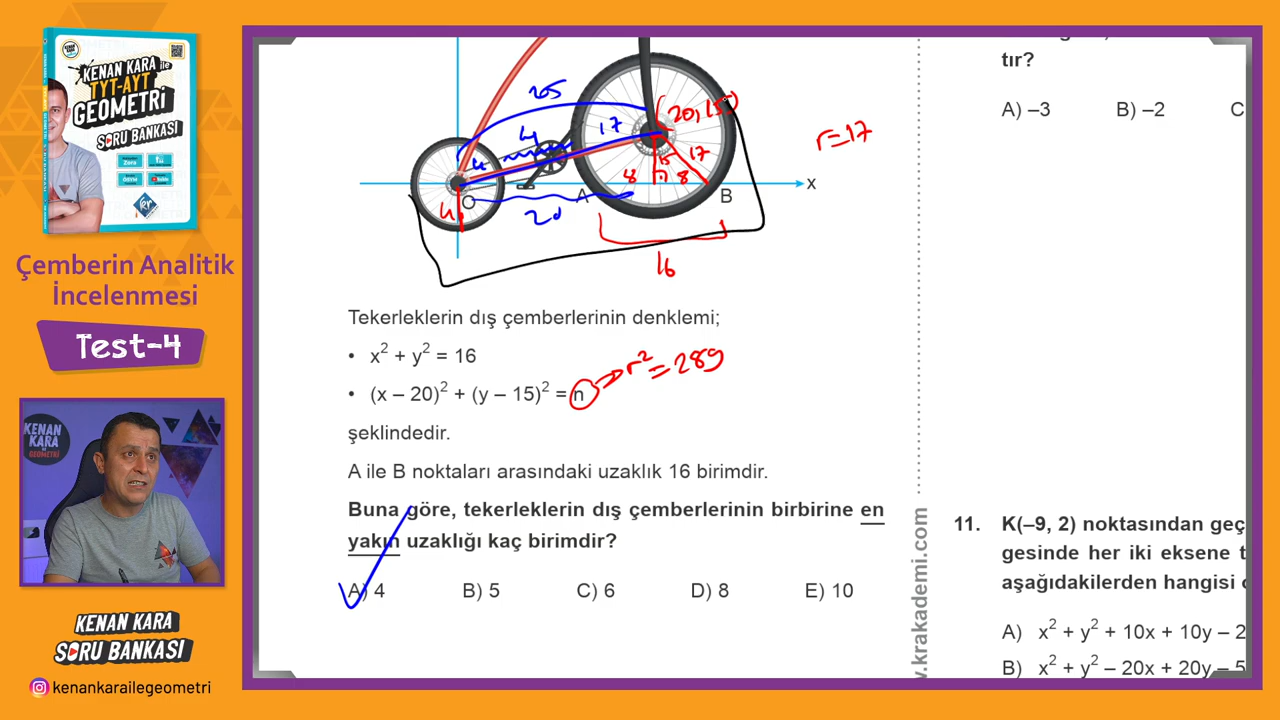 KENAN KARA ile
TYT-AYT
GEOMETRİ
SORU BANKASI
Çemberin Analitik
İncelenmesi
Test-4
KENAN
KARA
GEOMETRİ
KENAN KARA
SORU BANKASI
kenankarailegeometri
205
(20,15)
r=17
4
17
4
15
17
8
8
A
B
x
O
4
20
16
Tekerleklerin dış çemberlerinin denklemi;
• x² + y² = 16
• (x – 20)² + (y – 15)² = n → r² = 289
şeklindedir.
A ile B noktaları arasındaki uzaklık 16 birimdir.
Buna göre, tekerleklerin dış çemberlerinin birbirine en
yakın uzaklığı kaç birimdir?
A) 4 B) 5 C) 6 D) 8 E) 10
tır?
A) –3 B) –2 C
w.krakademi.com
11. K(–9, 2) noktasından geç
gesinde her iki eksene t
aşağıdakilerden hangisi o
A) x² + y² + 10x + 10y – 2
B) x² + y² – 20x + 20y – 5